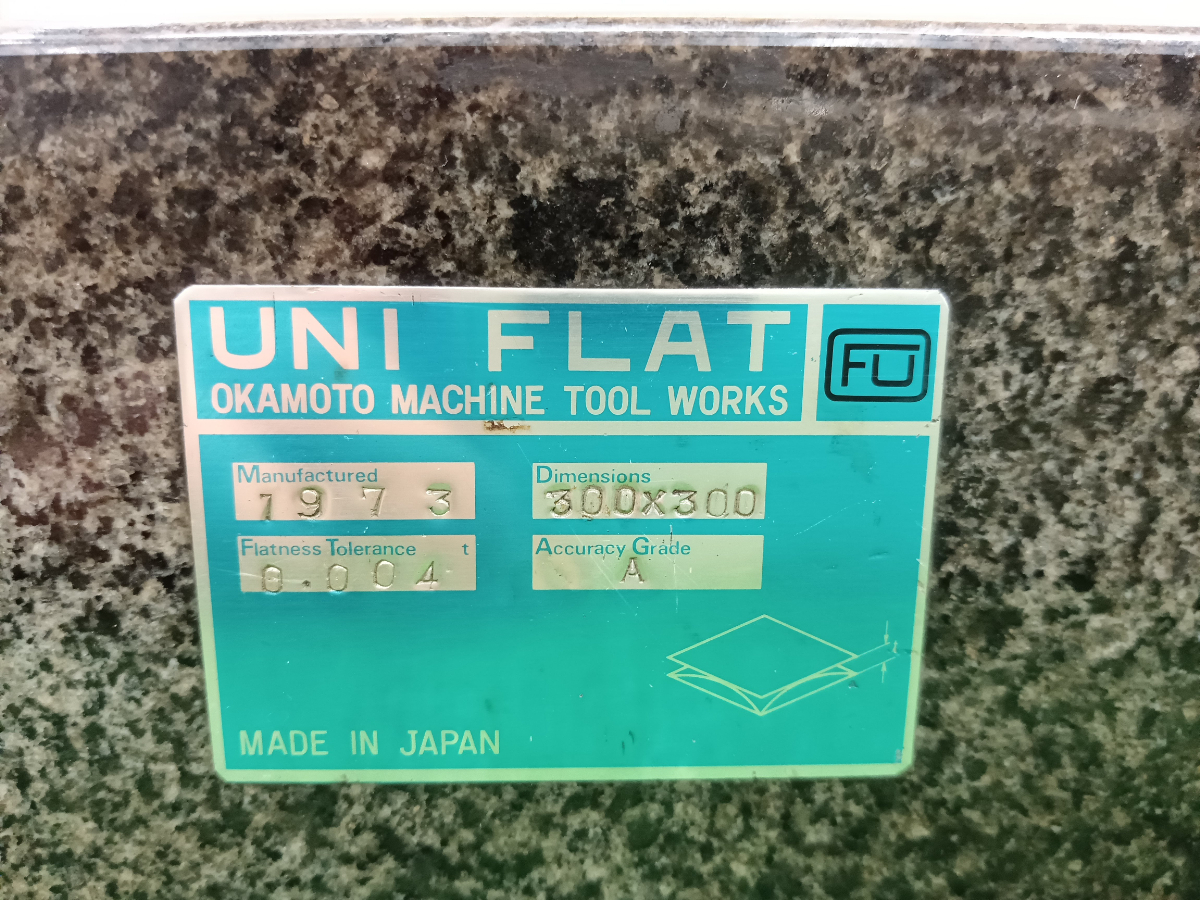 UNI FLAT
OKAMOTO MACHINE TOOL WORKS
FU
Manufactured
1973
Dimensions
300x300
Flatness Tolerance t
0.004
Accuracy Grade
A
t
MADE IN JAPAN